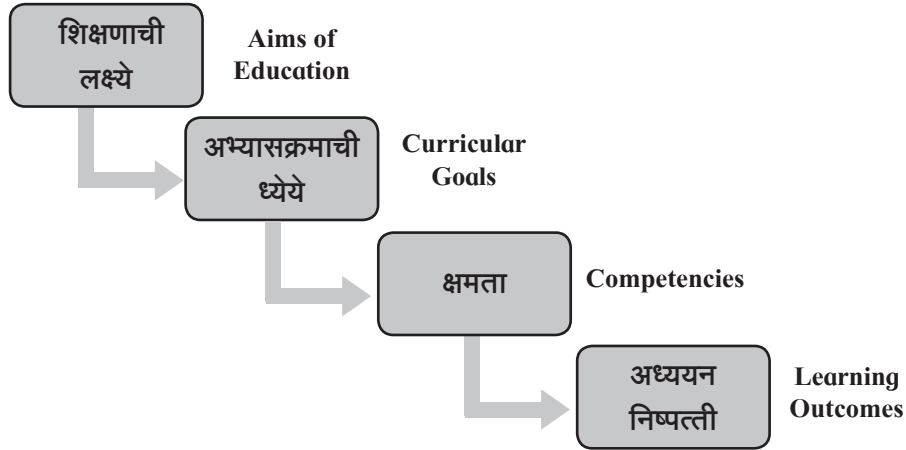 शिक्षणाची
लक्ष्ये
Aims of
Education
अभ्यासक्रमाची
ध्येये
Curricular
Goals
क्षमता
Competencies
अध्ययन
निष्पत्ती
Learning
Outcomes